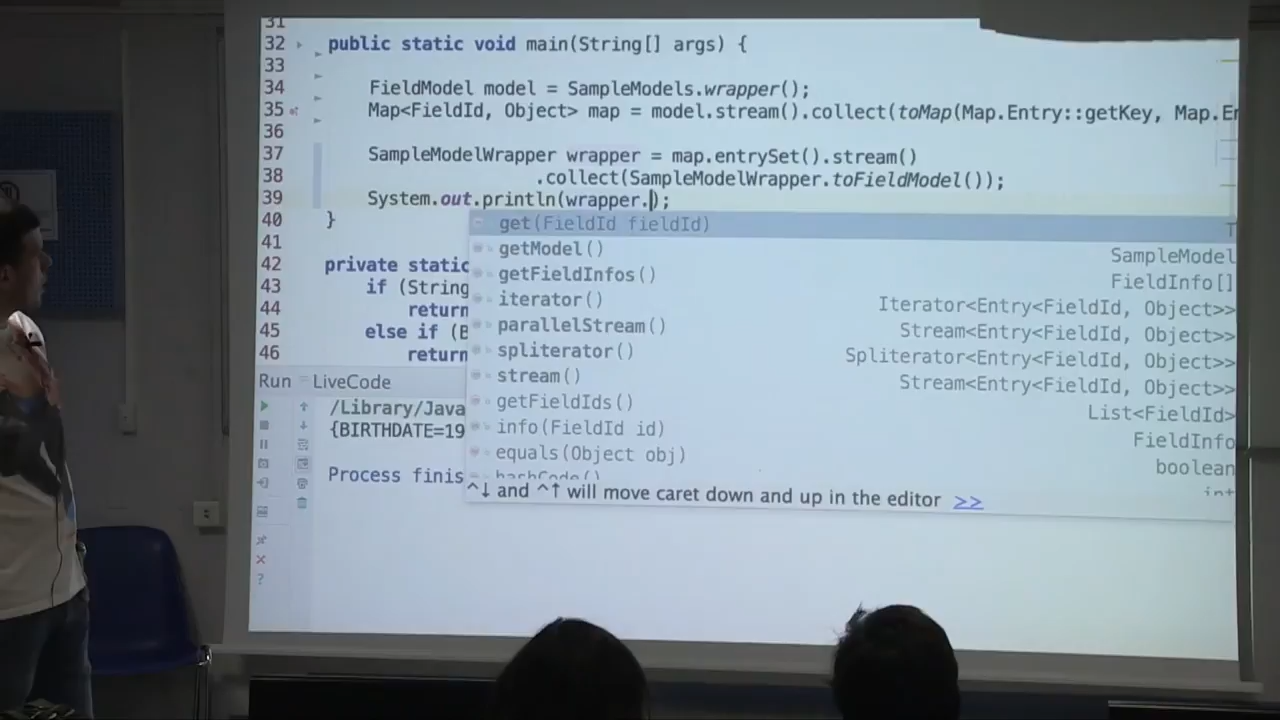 31
32 public static void main(String[] args) {
33
34 FieldModel model = SampleModels.wrapper();
35 Map<FieldId, Object> map = model.stream().collect(toMap(Map.Entry::getKey, Map.En
36
37 SampleModelWrapper wrapper = map.entrySet().stream()
38 .collect(SampleModelWrapper.toFieldModel());
39 System.out.println(wrapper.);
40 }
41
42 private static
43 if (String
44 return
45 else if (B
46 return
get(FieldId fieldId) T
getModel() SampleModel
getFieldInfos() FieldInfo[]
iterator() Iterator<Entry<FieldId, Object>>
parallelStream() Stream<Entry<FieldId, Object>>
spliterator() Spliterator<Entry<FieldId, Object>>
stream() Stream<Entry<FieldId, Object>>
getFieldIds() List<FieldId>
info(FieldId id) FieldInfo
equals(Object obj) boolean
hashCode() int
^↓ and ^↑ will move caret down and up in the editor >>
Run LiveCode
/Library/Java
{BIRTHDATE=19
Process finis